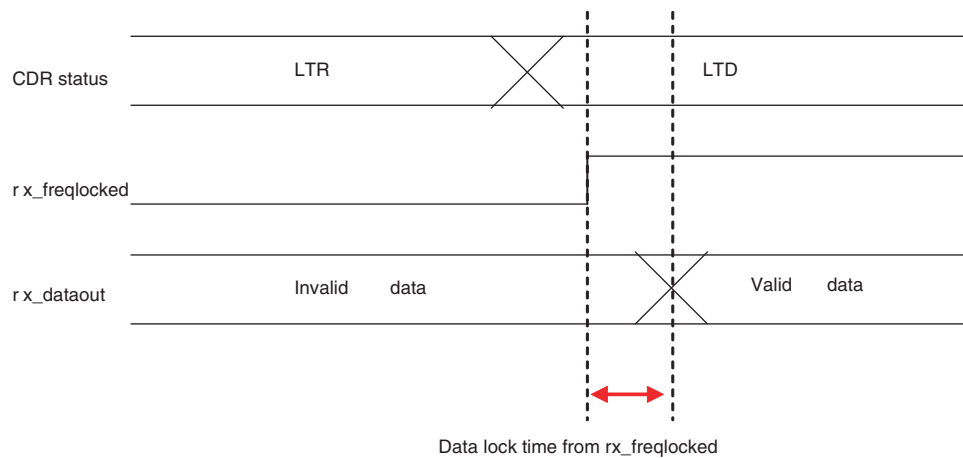 CDR status
LTR
LTD
r x_freqlocked
r x_dataout
Invalid data
Valid data
Data lock time from rx_freqlocked